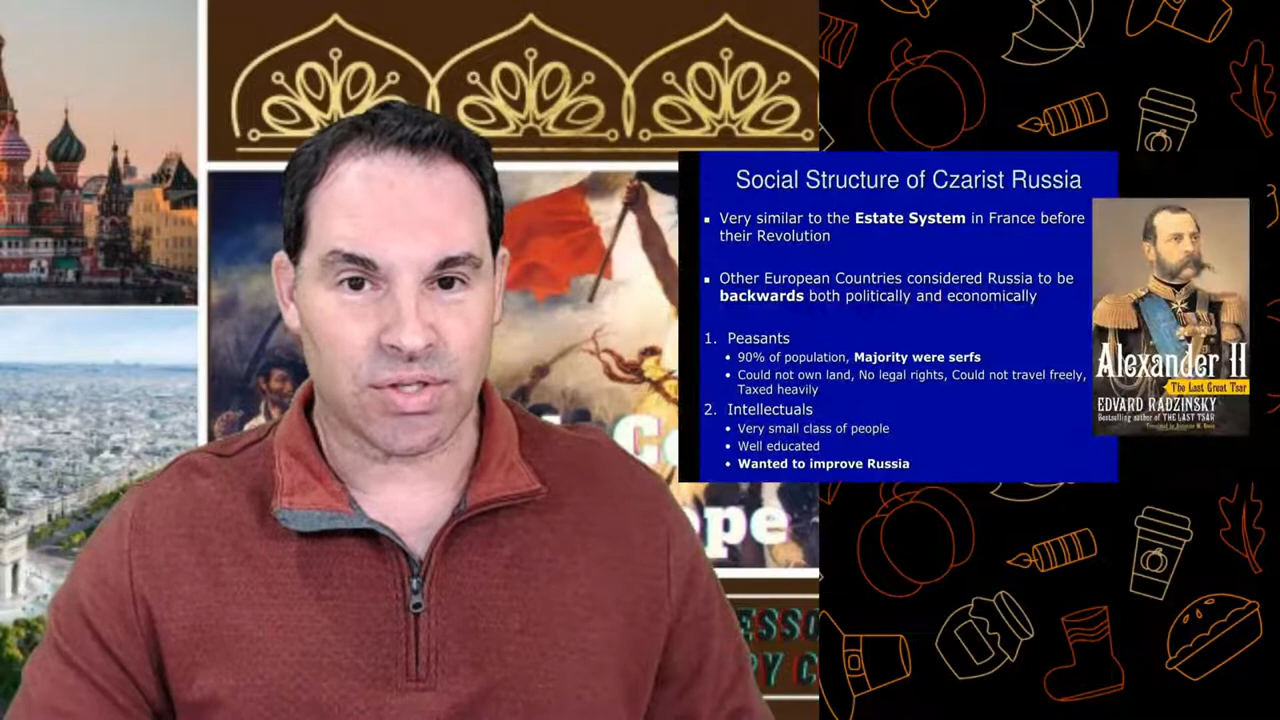 Social Structure of Czarist Russia
▪ Very similar to the Estate System in France before
their Revolution
▪ Other European Countries considered Russia to be
backwards both politically and economically
1. Peasants
• 90% of population, Majority were serfs
• Could not own land, No legal rights, Could not travel freely,
Taxed heavily
2. Intellectuals
• Very small class of people
• Well educated
• Wanted to improve Russia
Alexander II
The Last Great Tsar
EDVARD RADZINSKY
Bestselling author of THE LAST TSAR